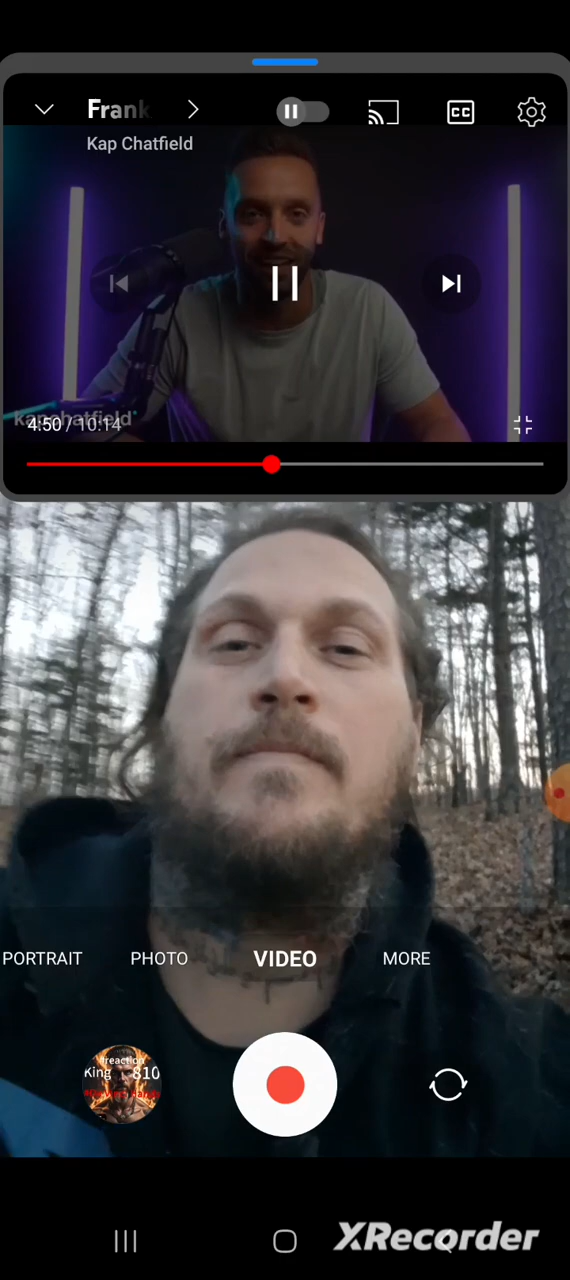 Frank
Kap Chatfield
kapchatfield
4:50 / 10:14
PORTRAIT PHOTO VIDEO MORE
#reaction
King 810
XRecorder